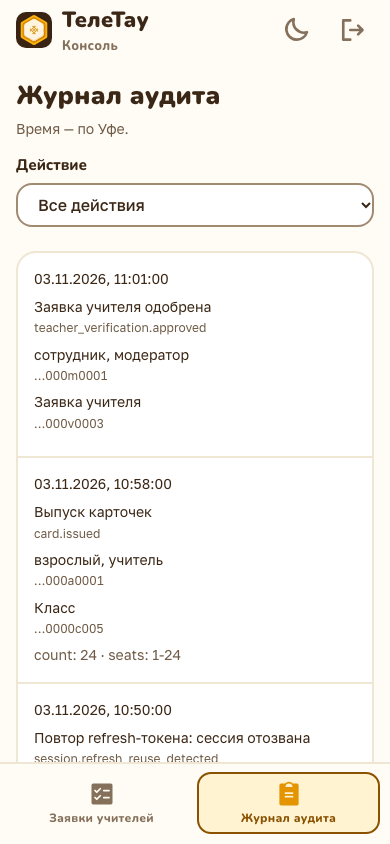 ТелеТау
Консоль
Журнал аудита
Время — по Уфе.
Действие
Все действия
03.11.2026, 11:01:00
Заявка учителя одобрена
teacher_verification.approved
сотрудник, модератор
…000m0001
Заявка учителя
…000v0003
03.11.2026, 10:58:00
Выпуск карточек
card.issued
взрослый, учитель
…000a0001
Класс
…0000c005
count: 24 · seats: 1-24
03.11.2026, 10:50:00
Повтор refresh-токена: сессия отозвана
session.refresh_reuse_detected
Заявки учителей
Журнал аудита